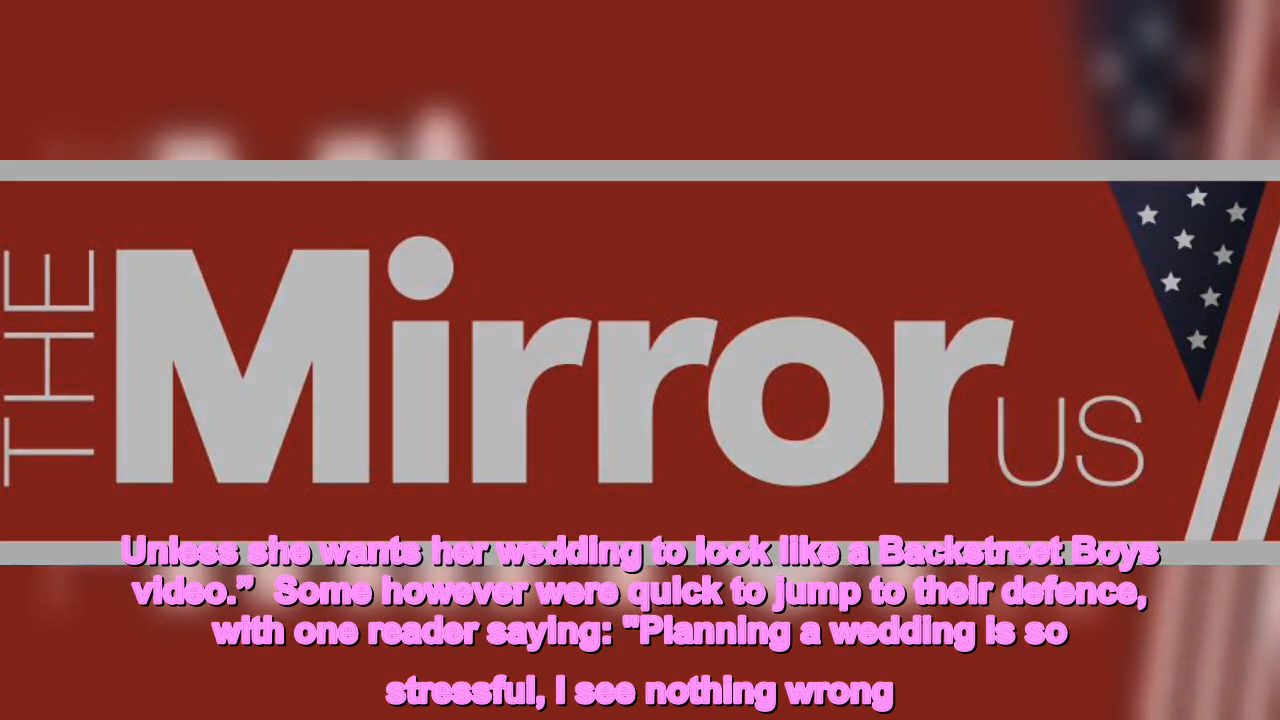 THE Mirror US
Unless she wants her wedding to look like a Backstreet Boys
video.”  Some however were quick to jump to their defence,
with one reader saying: "Planning a wedding is so
stressful, I see nothing wrong